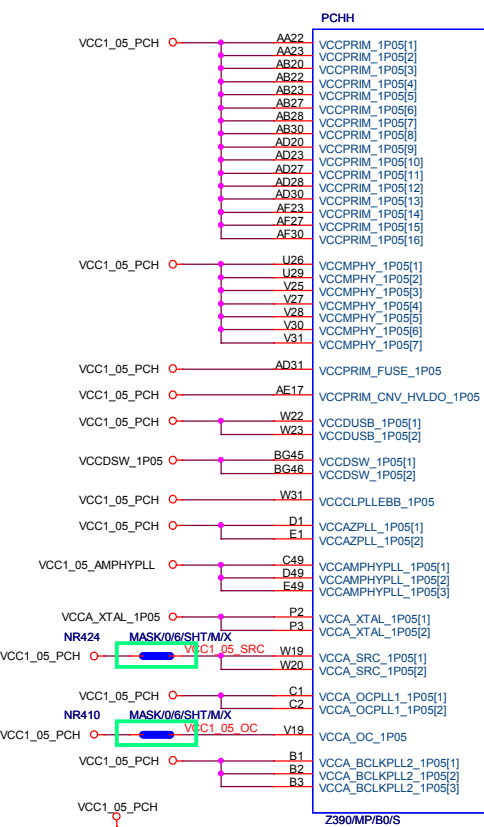 PCHH
VCC1_05_PCH AA22 VCCPRIM_1P05[1]
AA23 VCCPRIM_1P05[2]
AB20 VCCPRIM_1P05[3]
AB22 VCCPRIM_1P05[4]
AB23 VCCPRIM_1P05[5]
AB27 VCCPRIM_1P05[6]
AB28 VCCPRIM_1P05[7]
AB30 VCCPRIM_1P05[8]
AD20 VCCPRIM_1P05[9]
AD23 VCCPRIM_1P05[10]
AD27 VCCPRIM_1P05[11]
AD28 VCCPRIM_1P05[12]
AD30 VCCPRIM_1P05[13]
AF23 VCCPRIM_1P05[14]
AF27 VCCPRIM_1P05[15]
AF30 VCCPRIM_1P05[16]
VCC1_05_PCH U26 VCCMPHY_1P05[1]
U29 VCCMPHY_1P05[2]
V25 VCCMPHY_1P05[3]
V27 VCCMPHY_1P05[4]
V28 VCCMPHY_1P05[5]
V30 VCCMPHY_1P05[6]
V31 VCCMPHY_1P05[7]
VCC1_05_PCH AD31 VCCPRIM_FUSE_1P05
VCC1_05_PCH AE17 VCCPRIM_CNV_HVLDO_1P05
VCC1_05_PCH W22 VCCDUSB_1P05[1]
W23 VCCDUSB_1P05[2]
VCCDSW_1P05 BG45 VCCDSW_1P05[1]
BG46 VCCDSW_1P05[2]
VCC1_05_PCH W31 VCCCLPLLEBB_1P05
VCC1_05_PCH D1 VCCAZPLL_1P05[1]
E1 VCCAZPLL_1P05[2]
VCC1_05_AMPHYPLL C49 VCCAMPHYPLL_1P05[1]
D49 VCCAMPHYPLL_1P05[2]
E49 VCCAMPHYPLL_1P05[3]
VCCA_XTAL_1P05 P2 VCCA_XTAL_1P05[1]
P3 VCCA_XTAL_1P05[2]
NR424 MASK/0/6/SHT/M/X
VCC1_05_PCH VCC1_05_SRC W19 VCCA_SRC_1P05[1]
W20 VCCA_SRC_1P05[2]
VCC1_05_PCH C1 VCCA_OCPLL1_1P05[1]
C2 VCCA_OCPLL1_1P05[2]
NR410 MASK/0/6/SHT/M/X
VCC1_05_PCH VCC1_05_OC V19 VCCA_OC_1P05
VCC1_05_PCH B1 VCCA_BCLKPLL2_1P05[1]
B2 VCCA_BCLKPLL2_1P05[2]
B3 VCCA_BCLKPLL2_1P05[3]
VCC1_05_PCH
Z390/MP/B0/S